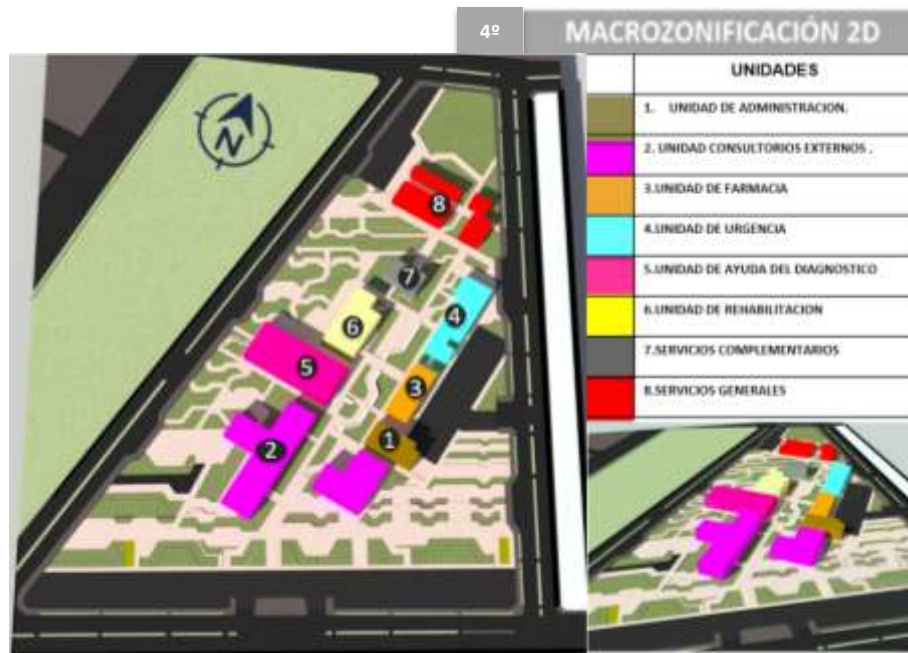 4º
MACROZONIFICACIÓN 2D
UNIDADES
1. UNIDAD DE ADMINISTRACION.
2. UNIDAD CONSULTORIOS EXTERNOS .
3.UNIDAD DE FARMACIA
4.UNIDAD DE URGENCIA
5.UNIDAD DE AYUDA DEL DIAGNOSTICO
6.UNIDAD DE REHABILITACION
7.SERVICIOS COMPLEMENTARIOS
8.SERVICIOS GENERALES
N
8
7
4
6
5
3
1
2